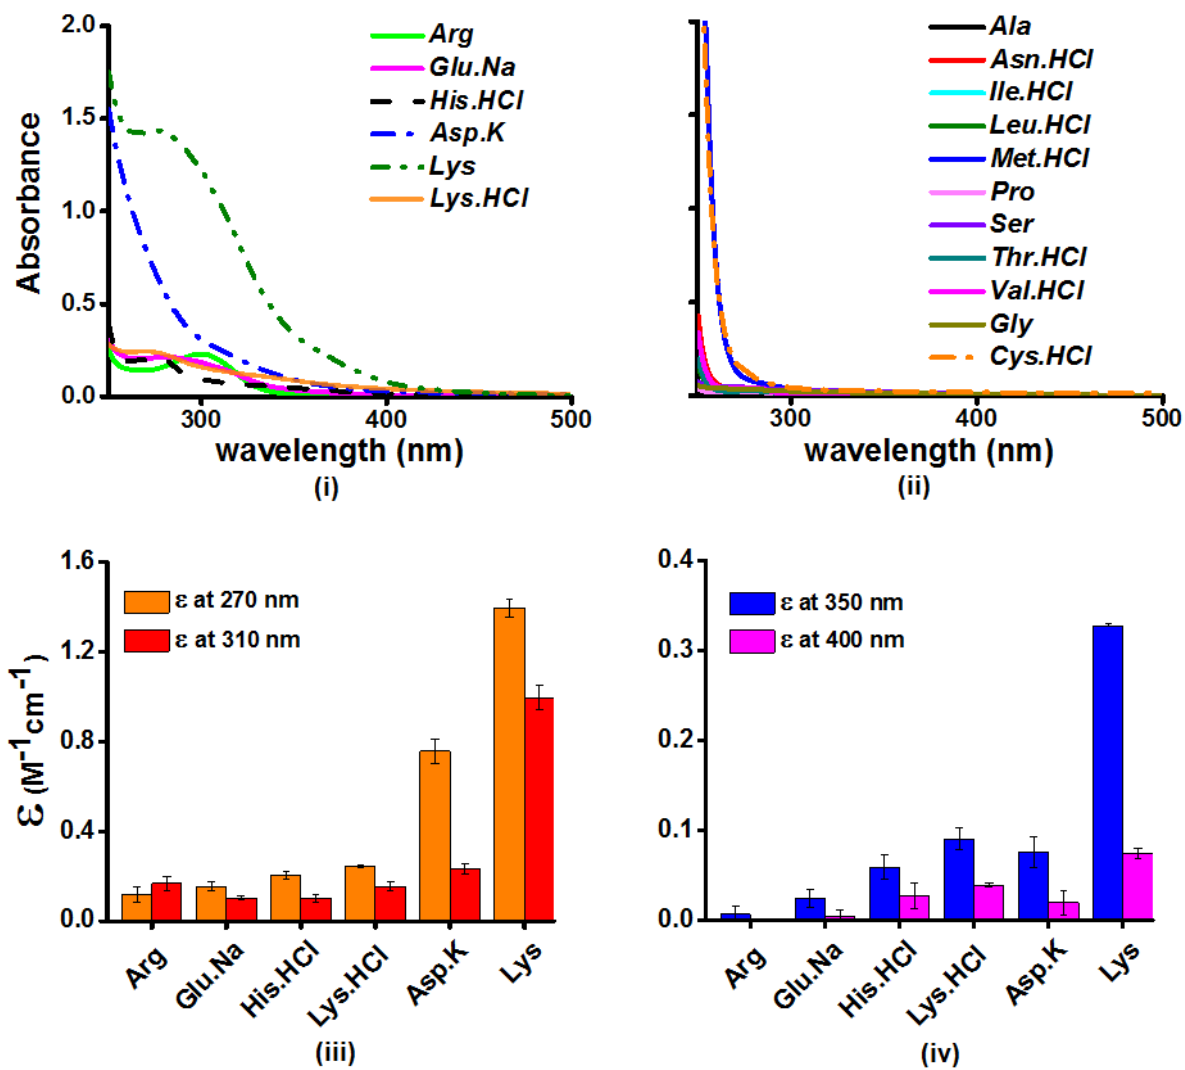 2.0
1.5
1.0
0.5
0.0
Absorbance
Arg
Glu.Na
His.HCl
Asp.K
Lys
Lys.HCl
300 400 500
wavelength (nm)
(i)
Ala
Asn.HCl
Ile.HCl
Leu.HCl
Met.HCl
Pro
Ser
Thr.HCl
Val.HCl
Gly
Cys.HCl
300 400 500
wavelength (nm)
(ii)
1.6
1.2
0.8
0.4
0.0
ε (M⁻¹cm⁻¹)
ε at 270 nm
ε at 310 nm
Arg Glu.Na His.HCl Lys.HCl Asp.K Lys
(iii)
0.4
0.3
0.2
0.1
0.0
ε at 350 nm
ε at 400 nm
Arg Glu.Na His.HCl Lys.HCl Asp.K Lys
(iv)